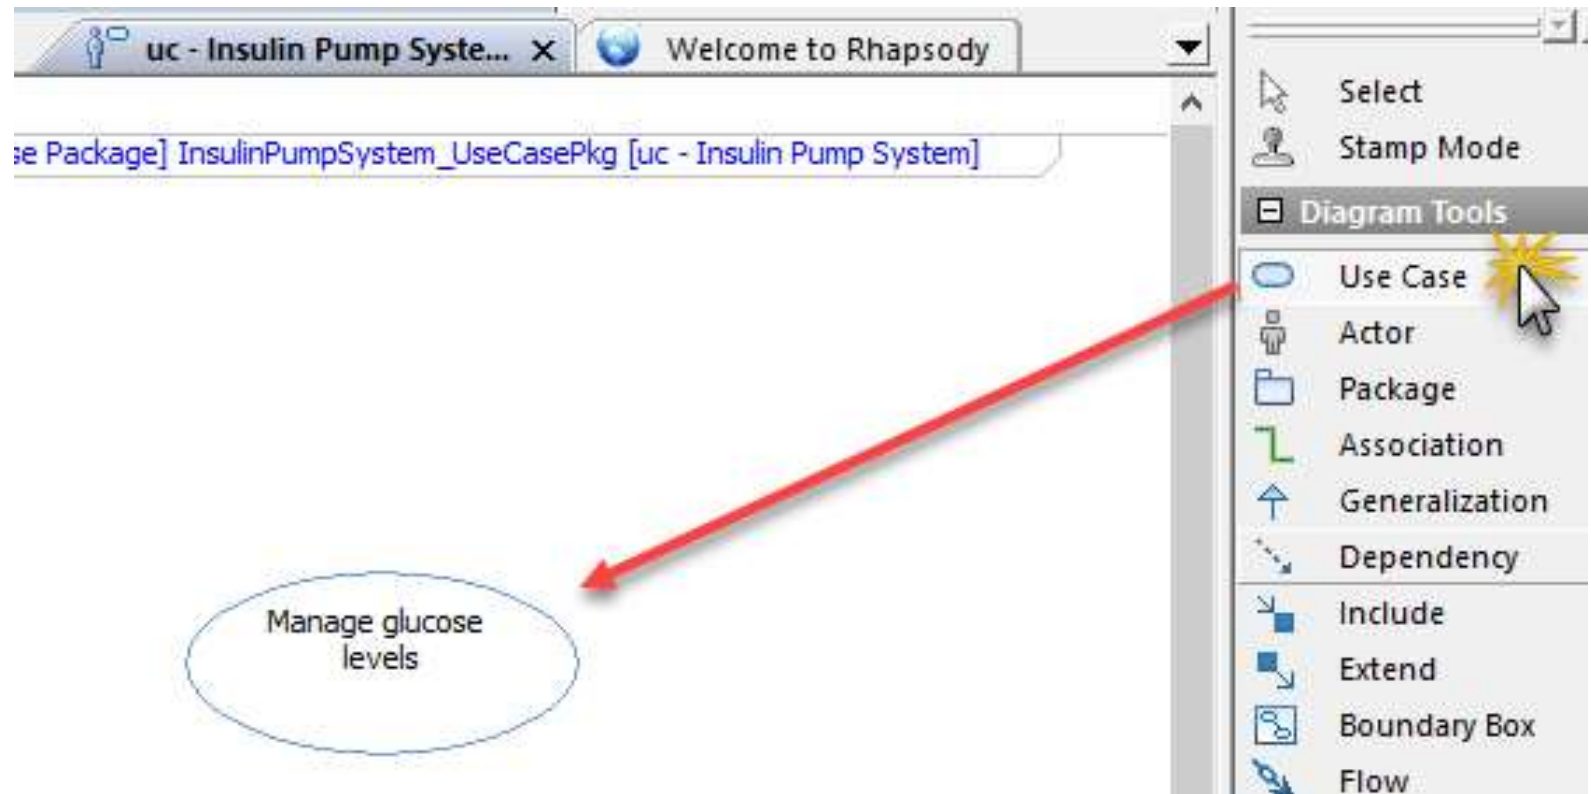 uc - Insulin Pump Syste...
Welcome to Rhapsody
se Package] InsulinPumpSystem_UseCasePkg [uc - Insulin Pump System]
Manage glucose
levels
Select
Stamp Mode
Diagram Tools
Use Case
Actor
Package
Association
Generalization
Dependency
Include
Extend
Boundary Box
Flow